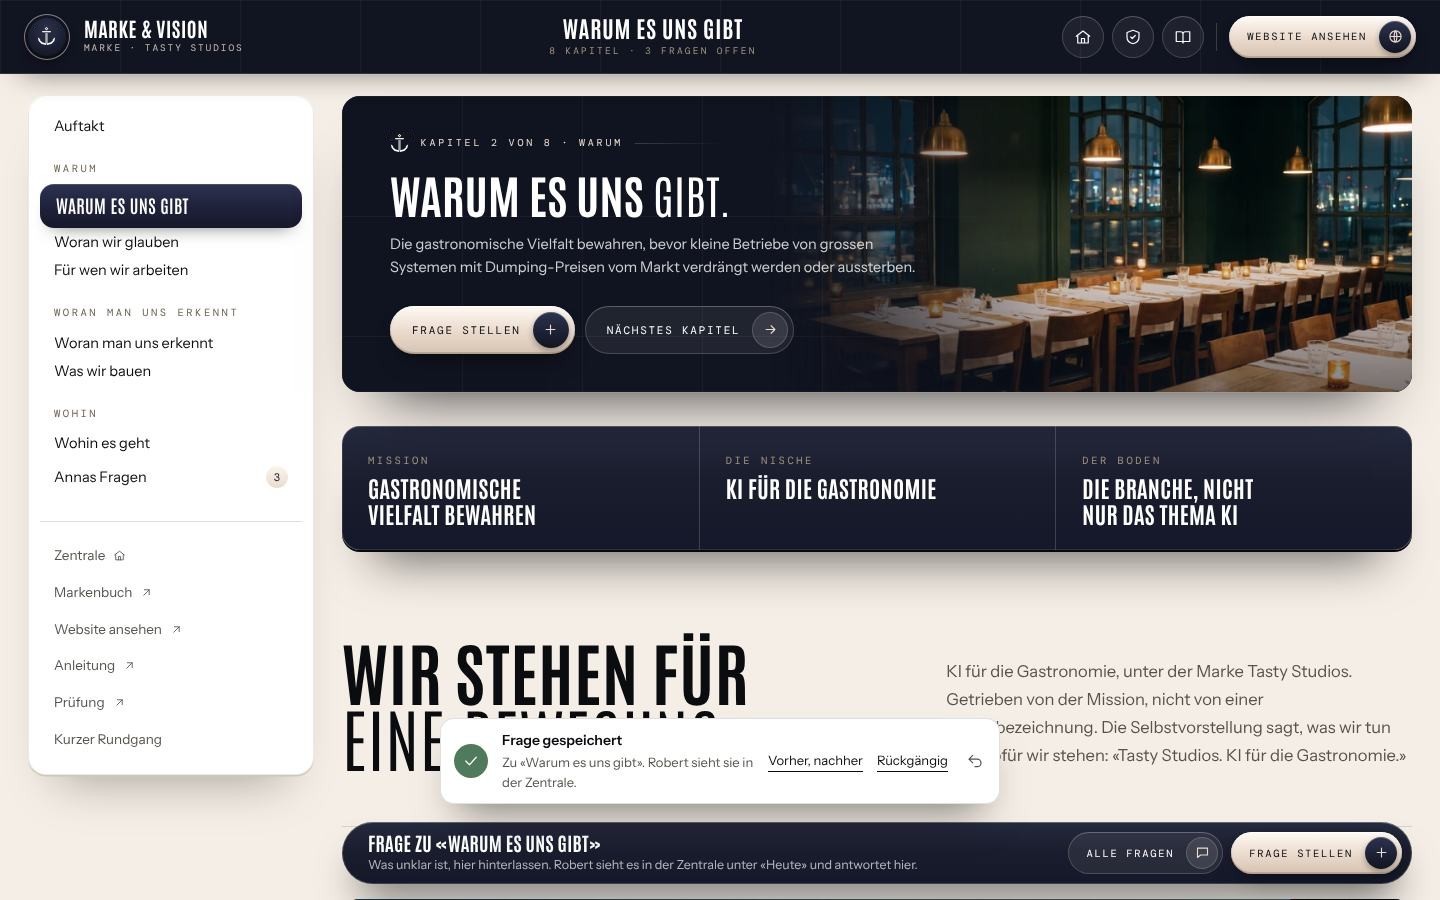 MARKE & VISION
MARKE · TASTY STUDIOS
WARUM ES UNS GIBT
8 KAPITEL · 3 FRAGEN OFFEN
WEBSITE ANSEHEN
Auftakt
WARUM
WARUM ES UNS GIBT
Woran wir glauben
Für wen wir arbeiten
WORAN MAN UNS ERKENNT
Woran man uns erkennt
Was wir bauen
WOHIN
Wohin es geht
Annas Fragen 3
Zentrale
Markenbuch
Website ansehen
Anleitung
Prüfung
Kurzer Rundgang
KAPITEL 2 VON 8 · WARUM
WARUM ES UNS GIBT.
Die gastronomische Vielfalt bewahren, bevor kleine Betriebe von grossen
Systemen mit Dumping-Preisen vom Markt verdrängt werden oder aussterben.
FRAGE STELLEN
NÄCHSTES KAPITEL
MISSION
GASTRONOMISCHE
VIELFALT BEWAHREN
DIE NISCHE
KI FÜR DIE GASTRONOMIE
DER BODEN
DIE BRANCHE, NICHT
NUR DAS THEMA KI
WIR STEHEN FÜR
EINE BEWEGUNG
KI für die Gastronomie, unter der Marke Tasty Studios.
Getrieben von der Mission, nicht von einer
bezeichnung. Die Selbstvorstellung sagt, was wir tun
für wir stehen: «Tasty Studios. KI für die Gastronomie.»
Frage gespeichert
Zu «Warum es uns gibt». Robert sieht sie in
der Zentrale.
Vorher, nachher
Rückgängig
FRAGE ZU «WARUM ES UNS GIBT»
Was unklar ist, hier hinterlassen. Robert sieht es in der Zentrale unter «Heute» und antwortet hier.
ALLE FRAGEN
FRAGE STELLEN